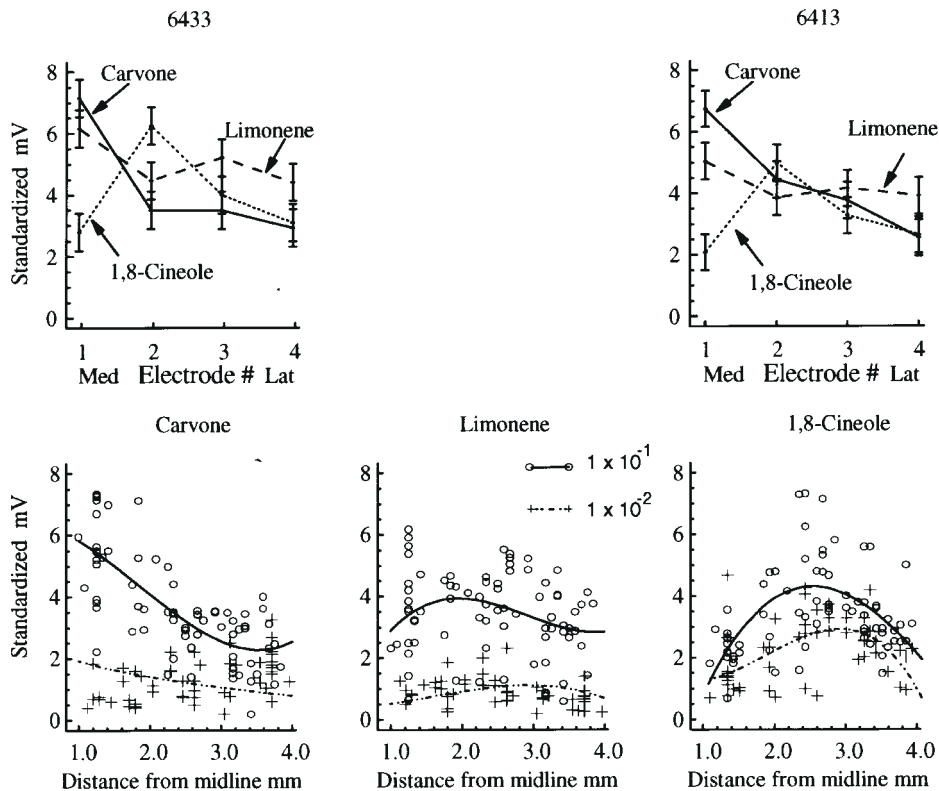 6433
6413
Standardized mV
8
6
4
2
0
Carvone
Limonene
1,8-Cineole
1 2 3 4
Med Electrode # Lat
8
6
4
2
0
Carvone
Limonene
1,8-Cineole
1 2 3 4
Med Electrode # Lat
Carvone
Limonene
1,8-Cineole
Standardized mV
8
6
4
2
0
1.0 2.0 3.0 4.0
Distance from midline mm
1 x 10⁻¹
1 x 10⁻²
8
6
4
2
0
1.0 2.0 3.0 4.0
Distance from midline mm
8
6
4
2
0
1.0 2.0 3.0 4.0
Distance from midline mm